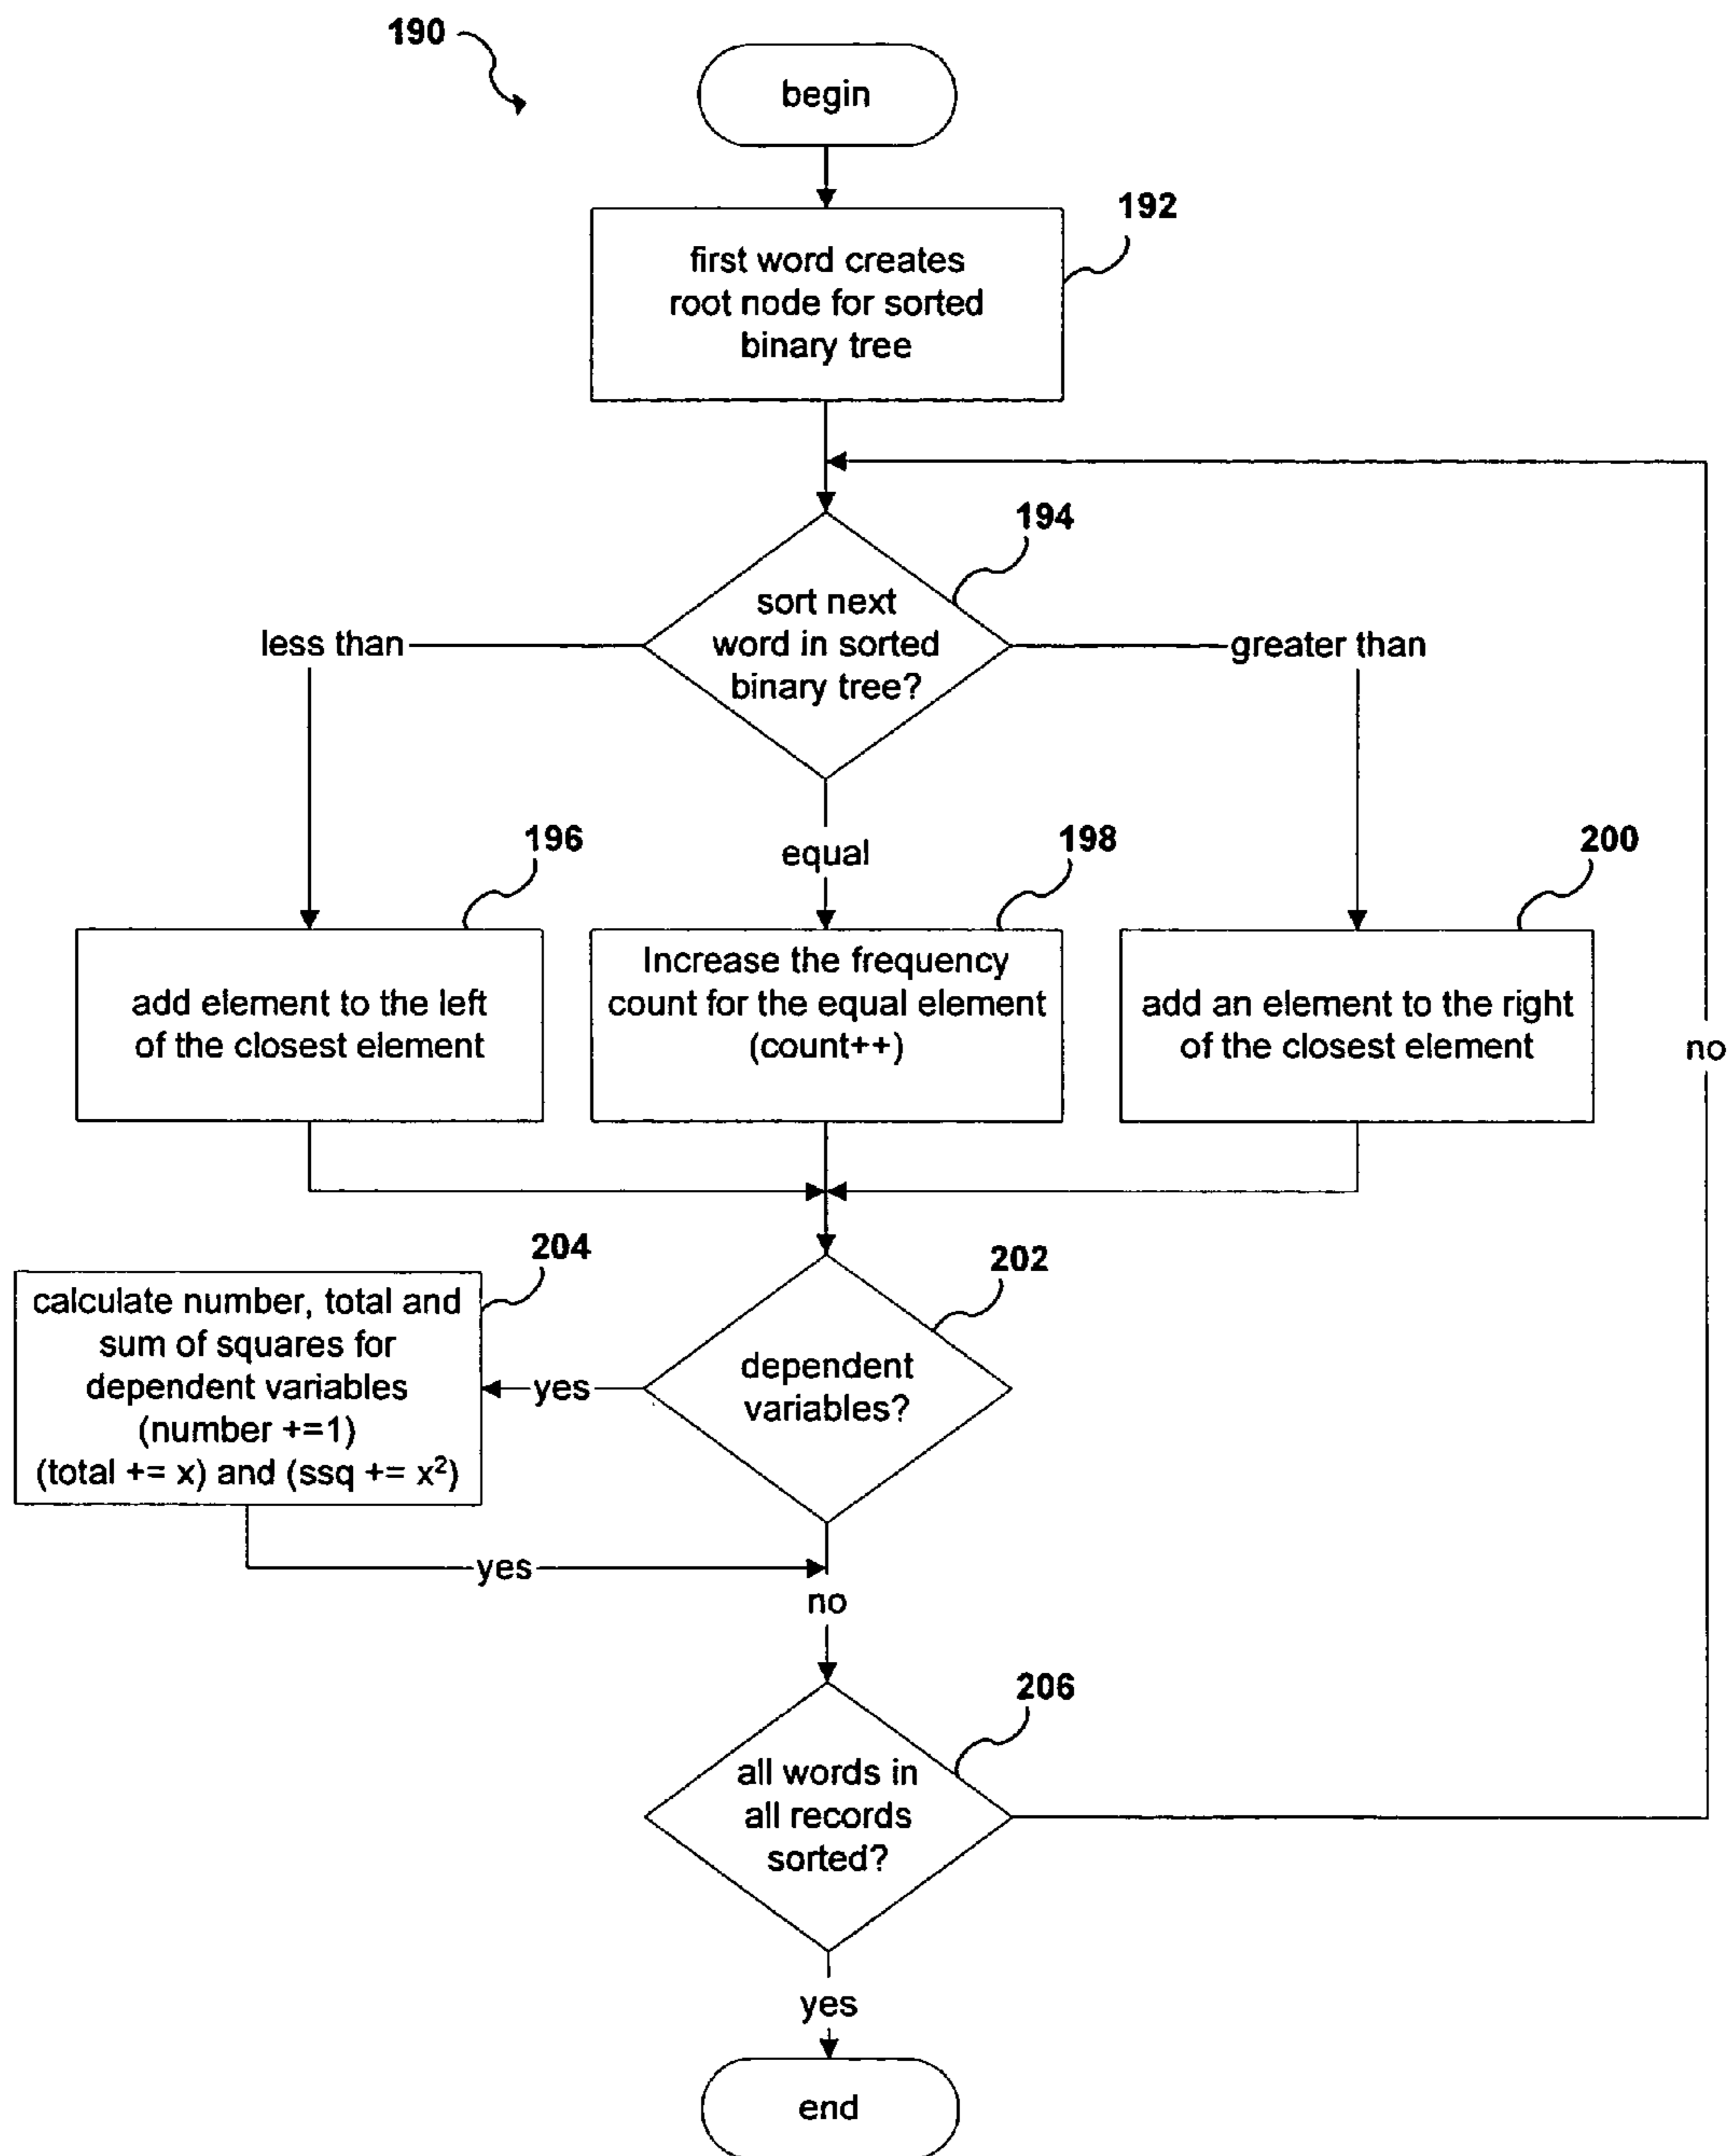 190
begin
192
first word creates
root node for sorted
binary tree
194
sort next
word in sorted
binary tree?
less than
greater than
equal
196
198
200
add element to the left
of the closest element
Increase the frequency
count for the equal element
(count++)
add an element to the right
of the closest element
no
204
202
calculate number, total and
sum of squares for
dependent variables
(number +=1)
(total += x) and (ssq += x²)
yes
dependent
variables?
yes
no
206
all words in
all records
sorted?
yes
end